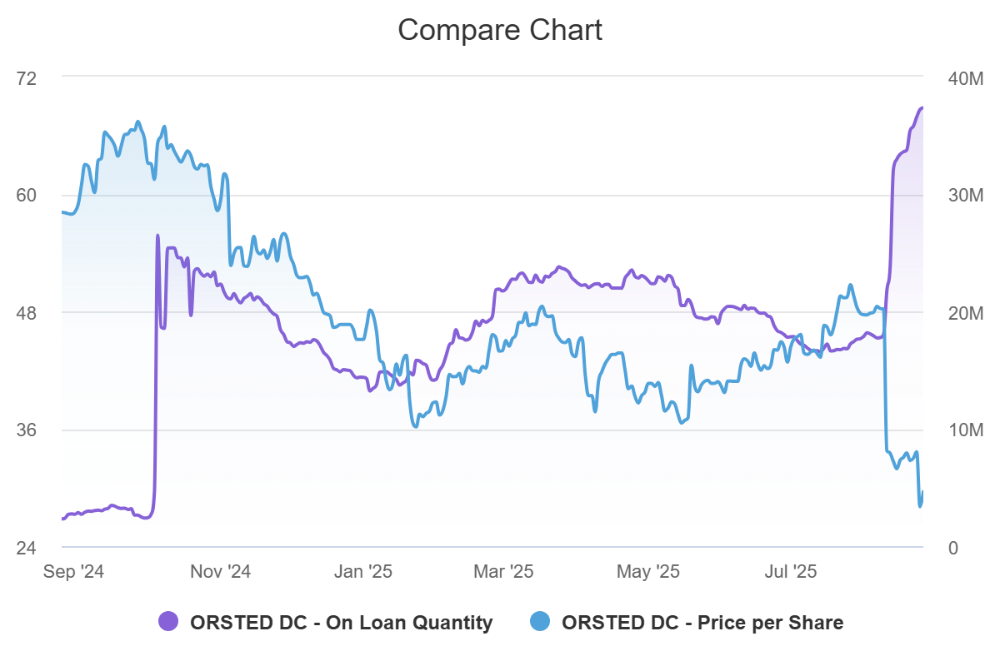 Compare Chart
72 40M
60 30M
48 20M
36 10M
24 0
Sep '24 Nov '24 Jan '25 Mar '25 May '25 Jul '25
ORSTED DC - On Loan Quantity ORSTED DC - Price per Share